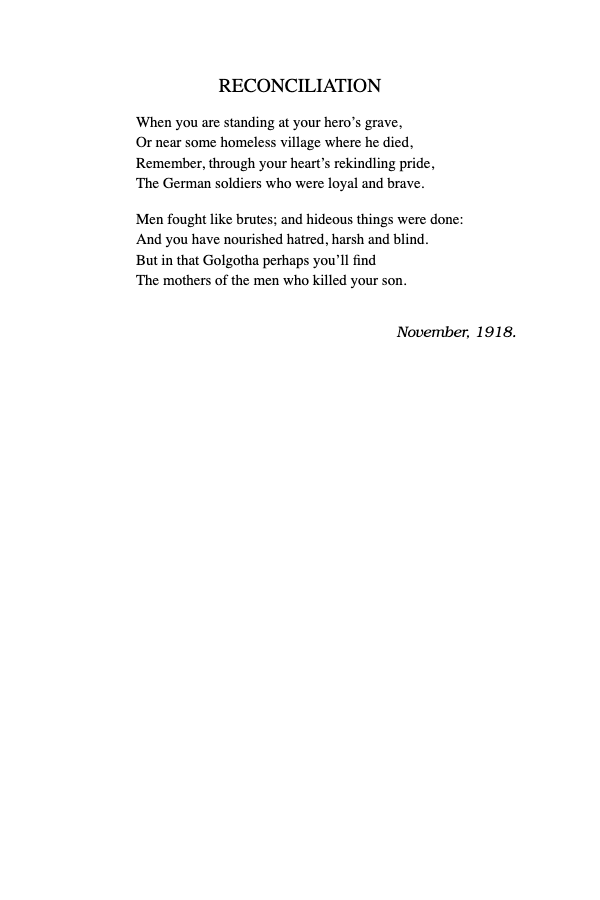 RECONCILIATION
When you are standing at your hero’s grave,
Or near some homeless village where he died,
Remember, through your heart’s rekindling pride,
The German soldiers who were loyal and brave.
Men fought like brutes; and hideous things were done:
And you have nourished hatred, harsh and blind.
But in that Golgotha perhaps you’ll find
The mothers of the men who killed your son.
November, 1918.